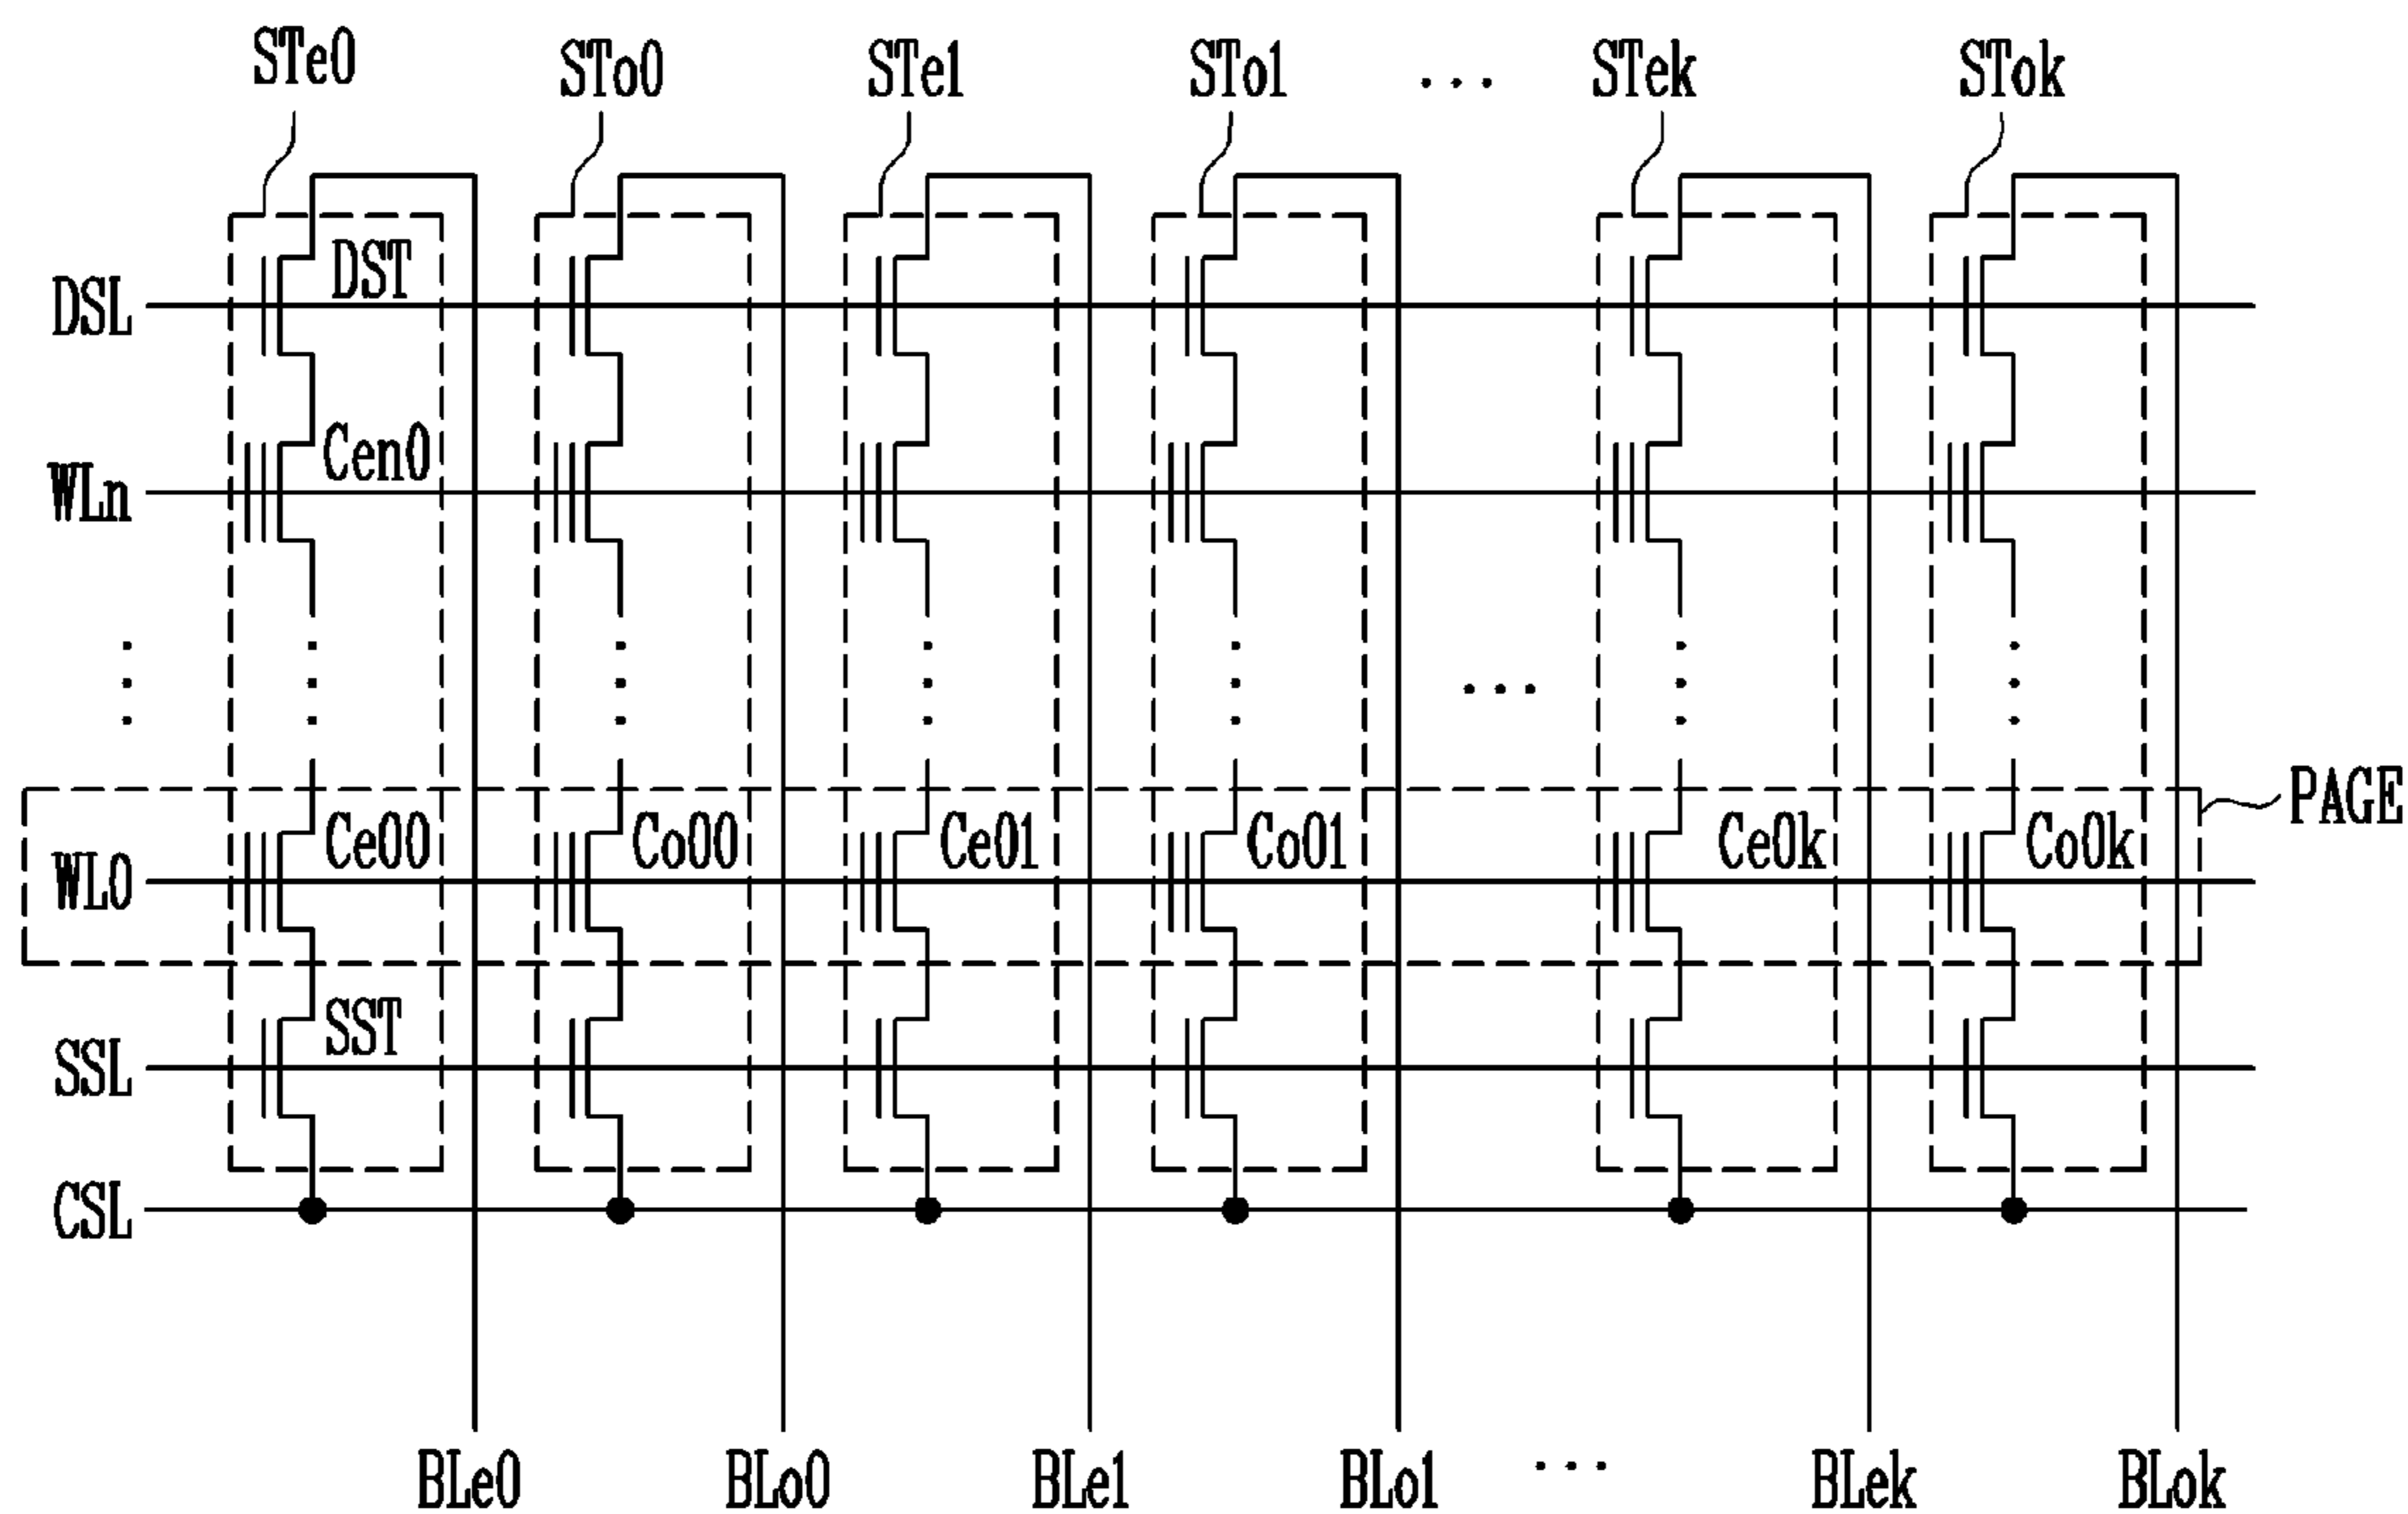 STe0 STo0 STe1 STo1 ... STek STok
DSL DST
WLn Cen0
...
PAGE
WL0 Ce00 Co00 Ce01 Co01 Ce0k Co0k
SSL SST
CSL
BLe0 BLo0 BLe1 BLo1 ... BLek BLok